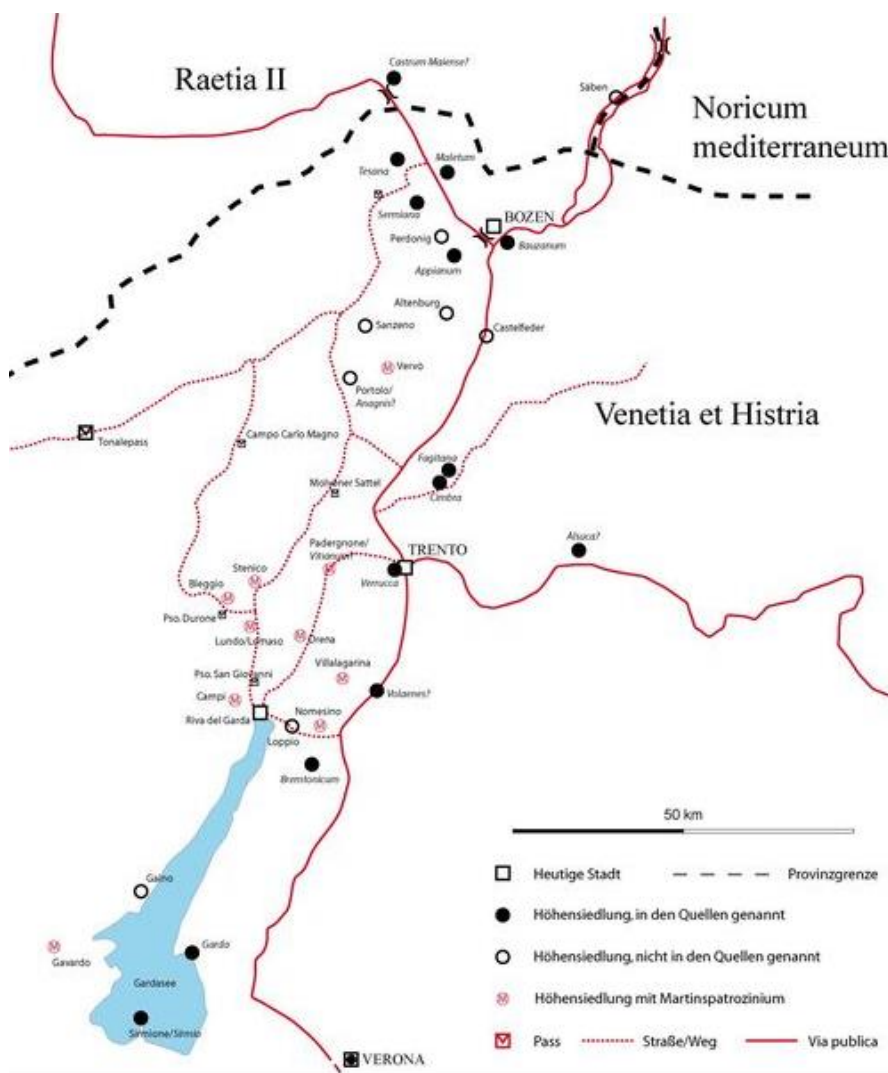 Castrum Maiense?
Raetia II
Säben
Noricum
mediterraneum
Tesana
Maletum
Sermiana
BOZEN
Perdonig
Bauzanum
Appianum
Altenburg
Sanzeno
Castelfeder
Vervò
Portolo/
Anagnis?
Venetia et Histria
Tonalepass
Campo Carlo Magno
Fagitana
Molvener Sattel
Cimbra
Alsuca?
Padergnone/
Vitianum?
TRENTO
Stenico
Verrucca
Bleggio
Pso. Durone
Lundo/Lomaso
Drena
Villalagarina
Pso. San Giovanni
Volaenes?
Campi
Nomesino
Riva del Garda
Loppio
Brentonicum
50 km
Heutige Stadt
Provinzgrenze
Gaino
Höhensiedlung, in den Quellen genannt
Garda
Gavardo
Höhensiedlung, nicht in den Quellen genannt
Gardasee
M Höhensiedlung mit Martinspatrozinium
Sirmione/Sirmio
Pass
Straße/Weg
Via publica
VERONA